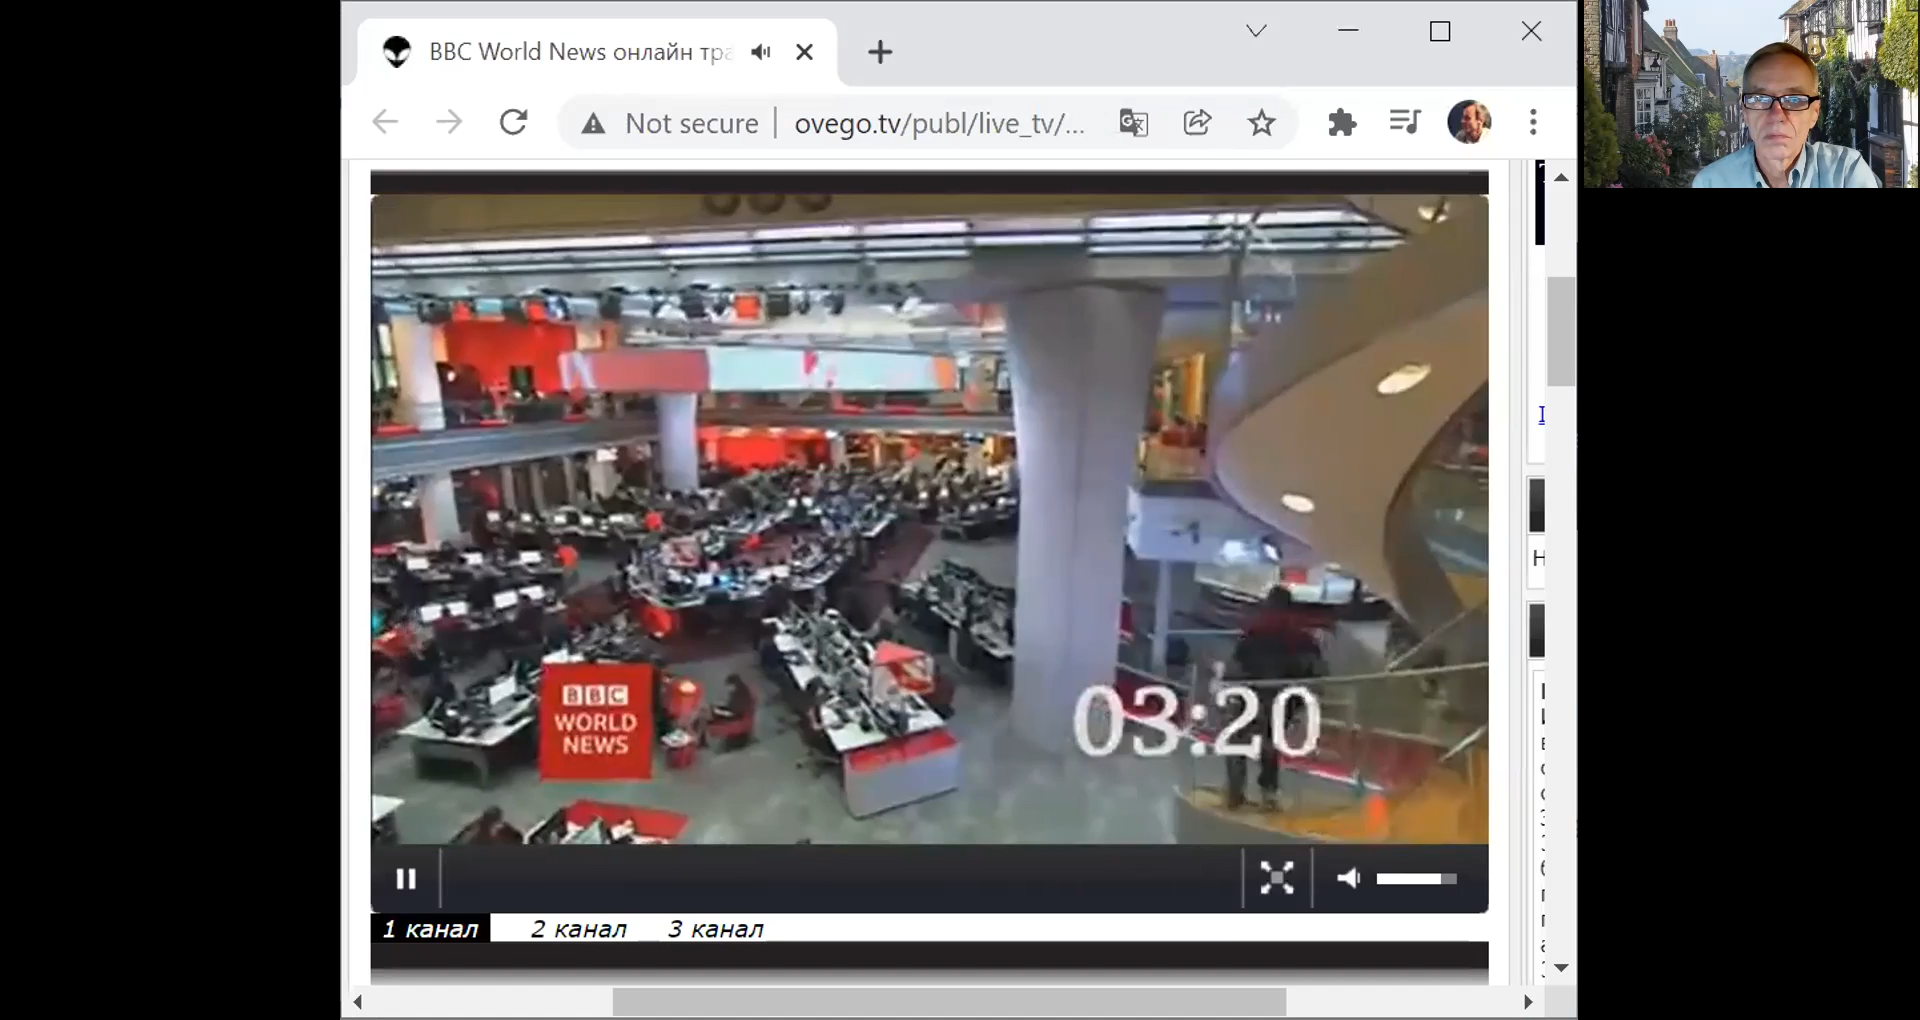 BBC World News онлайн тра
Not secure
ovego.tv/publ/live_tv/...
BBC
WORLD
NEWS
03:20
1 канал
2 канал
3 канал